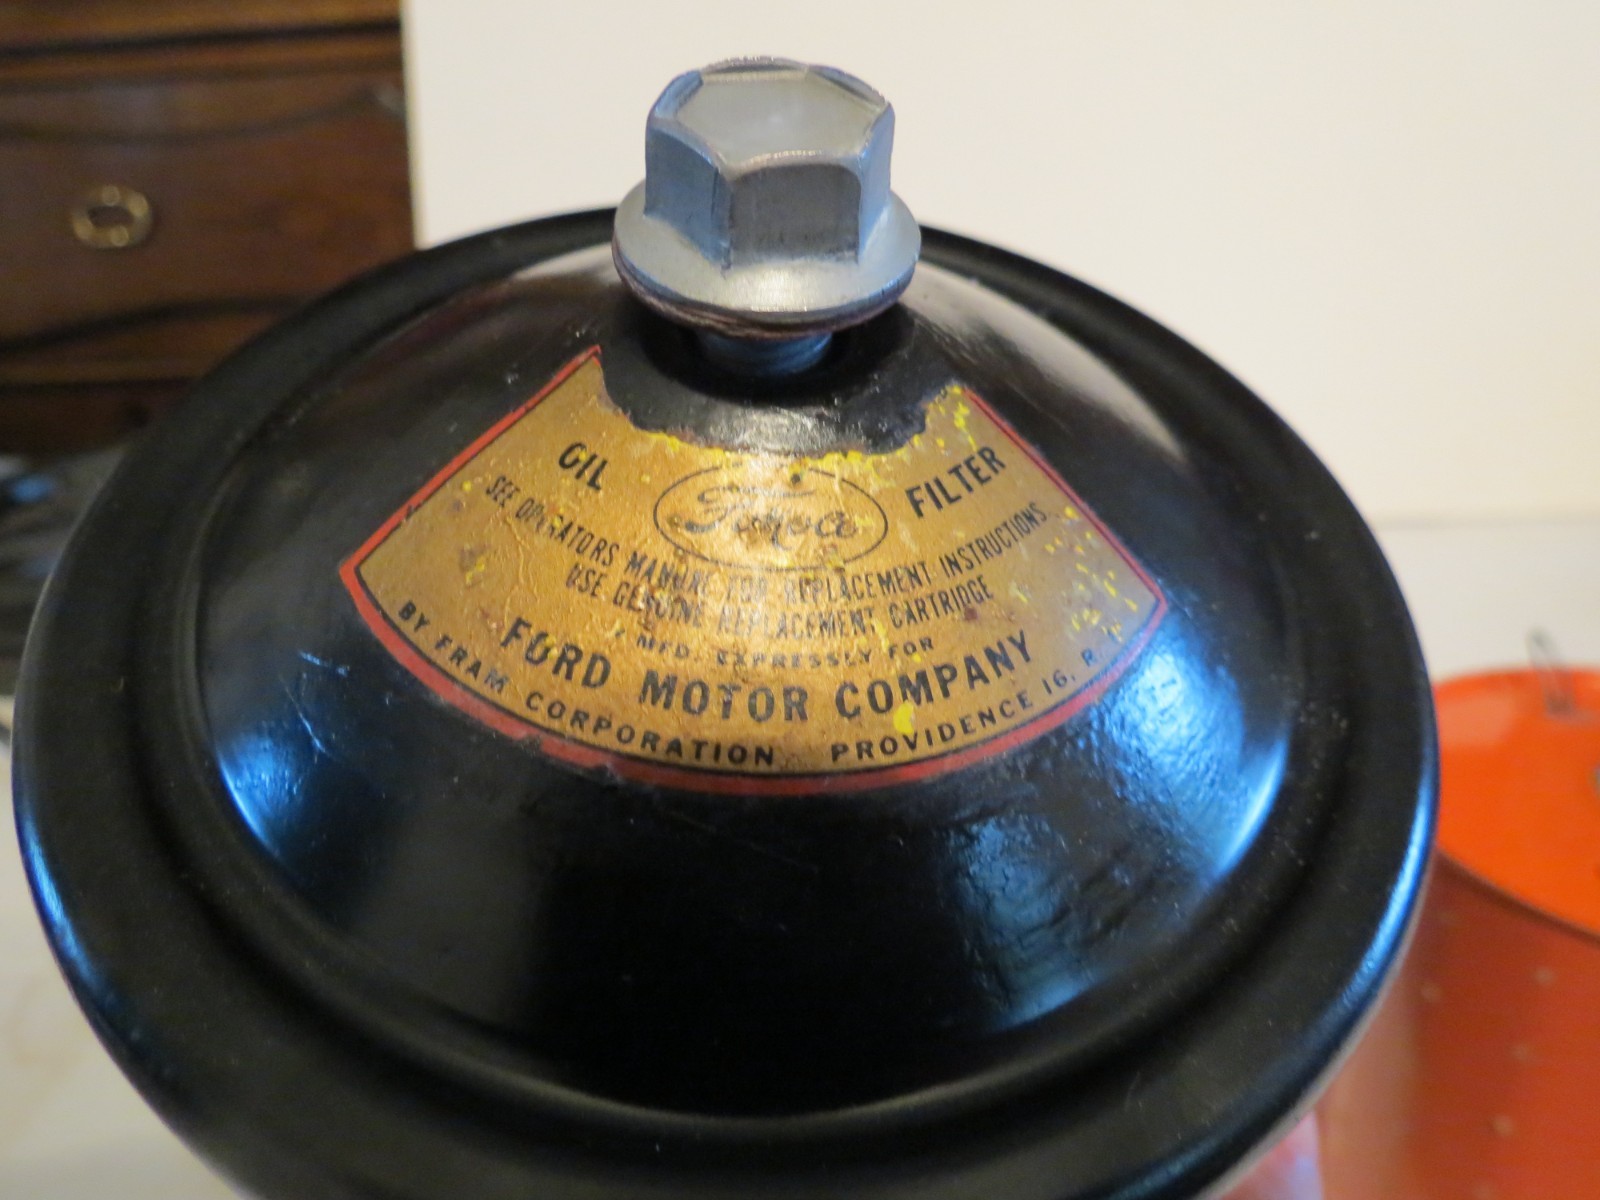 OIL FoMoCo FILTER
SEE OPERATORS MANUAL FOR REPLACEMENT INSTRUCTIONS
USE GENUINE REPLACEMENT CARTRIDGE
MFD. EXPRESSLY FOR
FORD MOTOR COMPANY
BY FRAM CORPORATION PROVIDENCE 16, R.